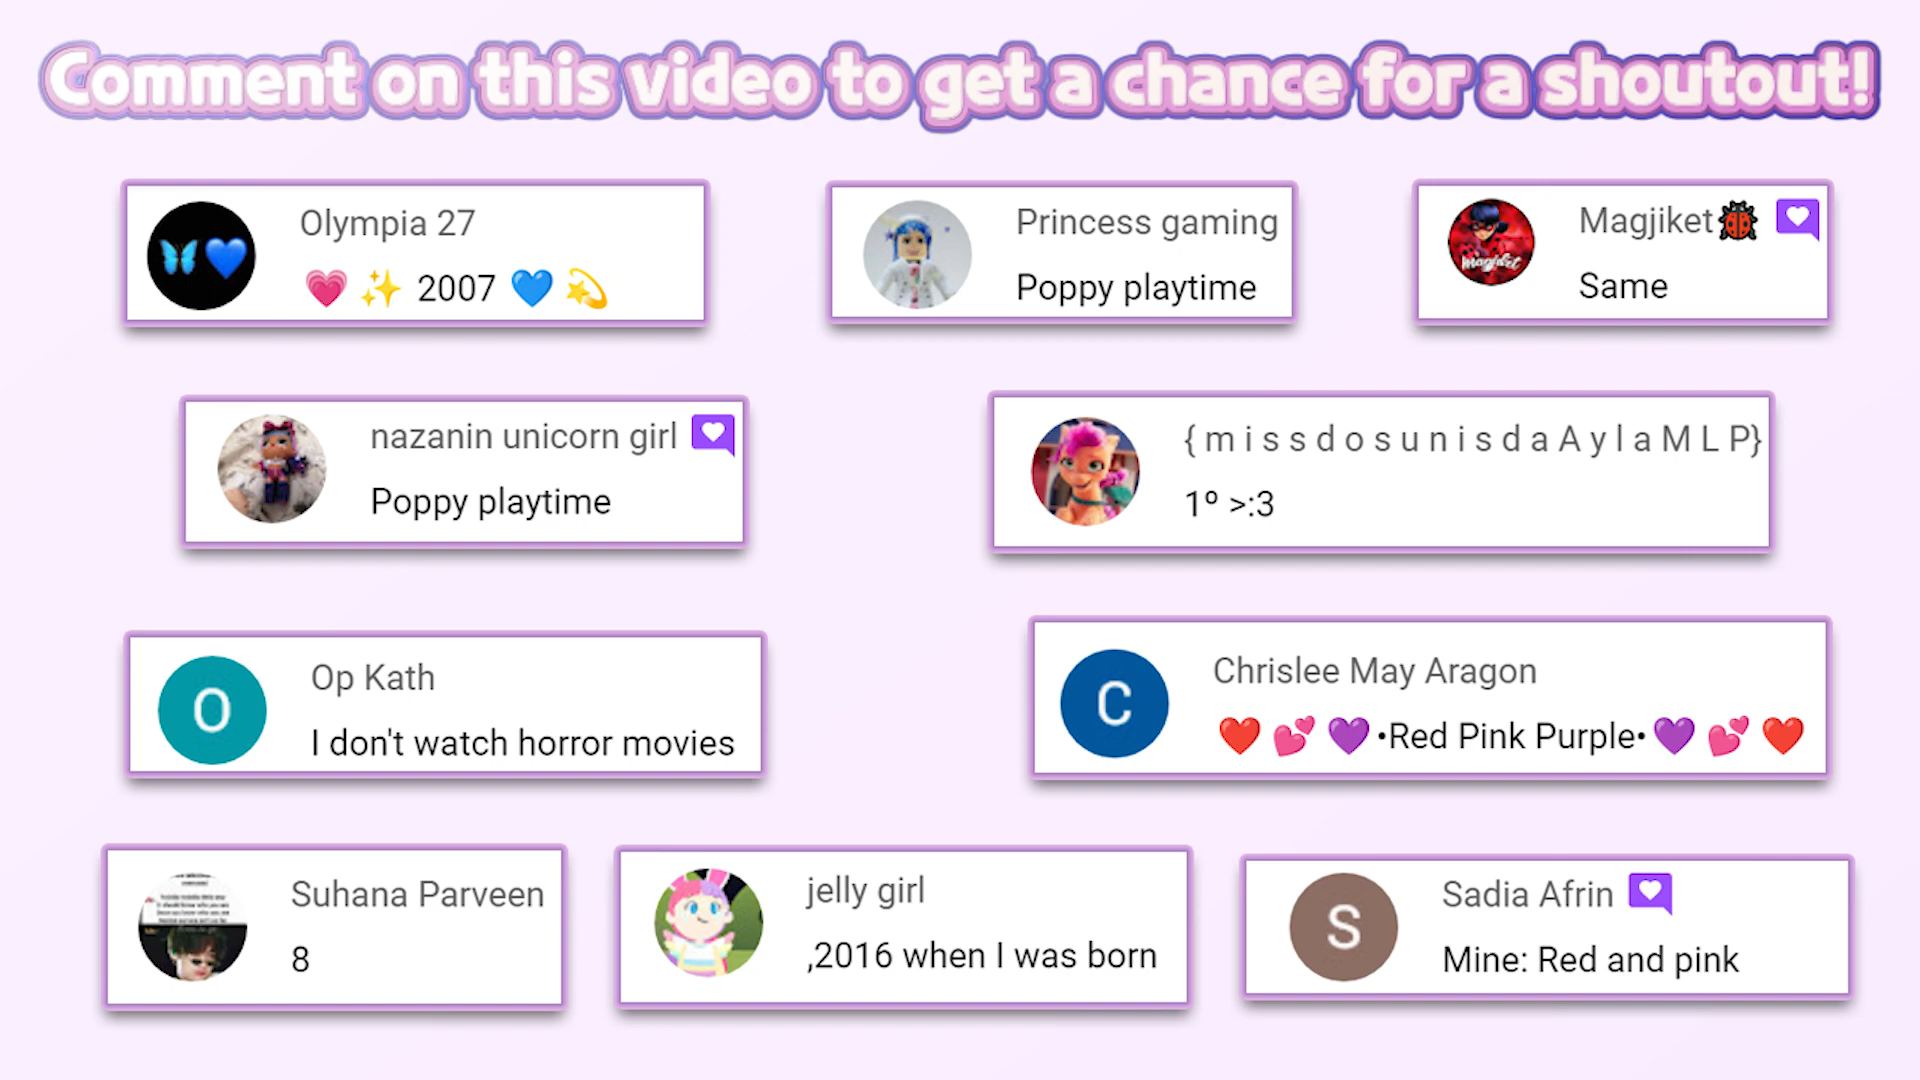 Comment on this video to get a chance for a shoutout!
Olympia 27
💗 ✨ 2007 💙 💫
Princess gaming
Poppy playtime
Magjiket🐞
Same
magjiket
nazanin unicorn girl
Poppy playtime
{ m i s s d o s u n i s d a A y l a M L P}
1º >:3
O
Op Kath
I don't watch horror movies
C
Chrislee May Aragon
❤️ 💕 💜 •Red Pink Purple• 💜 💕 ❤️
Suhana Parveen
8
jelly girl
,2016 when I was born
S
Sadia Afrin
Mine: Red and pink